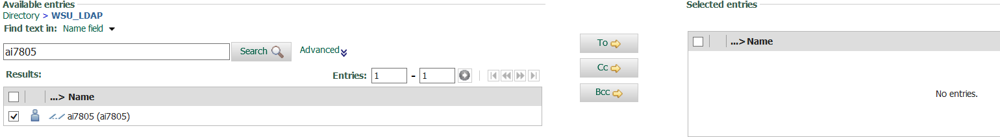 Available entries
Selected entries
Directory > WSU_LDAP
Find text in: Name field
ai7805 Search Advanced
To
...> Name
Results: Entries: 1 - 1
Cc
...> Name
Bcc
No entries.
ai7805 (ai7805)